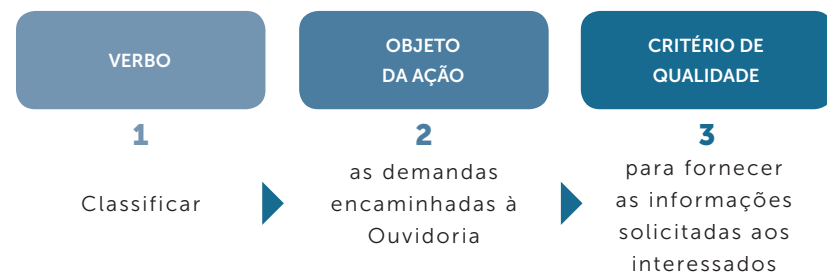 VERBO
OBJETO
DA AÇÃO
CRITÉRIO DE
QUALIDADE
1
2
3
Classificar
as demandas
encaminhadas à
Ouvidoria
para fornecer
as informações
solicitadas aos
interessados